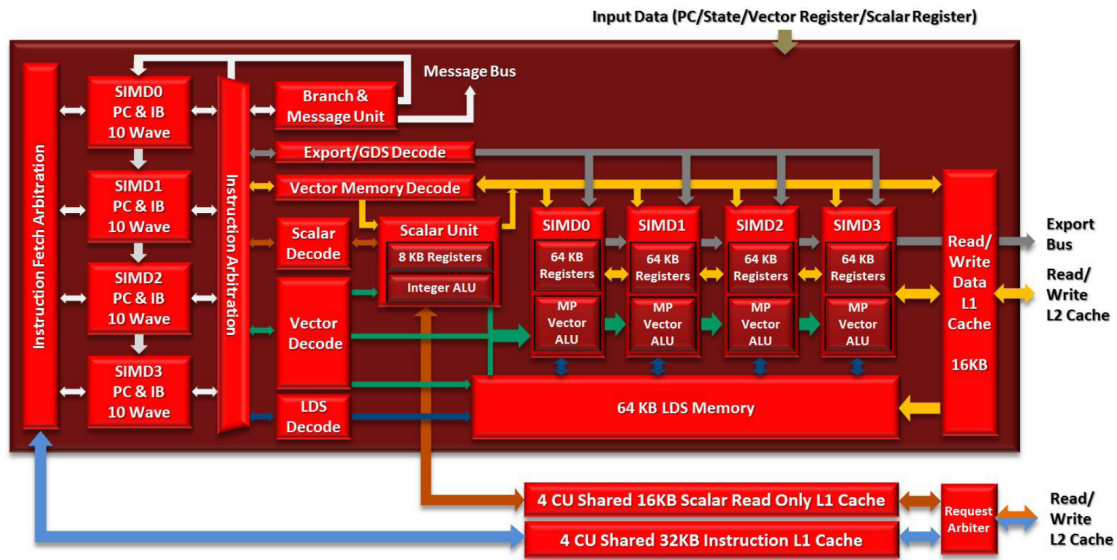 Input Data (PC/State/Vector Register/Scalar Register)
Instruction Fetch Arbitration
SIMD0
PC & IB
10 Wave
SIMD1
PC & IB
10 Wave
SIMD2
PC & IB
10 Wave
SIMD3
PC & IB
10 Wave
Instruction Arbitration
Branch &
Message Unit
Message Bus
Export/GDS Decode
Vector Memory Decode
Scalar
Decode
Scalar Unit
8 KB Registers
Integer ALU
Vector
Decode
LDS
Decode
SIMD0
64 KB
Registers
MP
Vector
ALU
SIMD1
64 KB
Registers
MP
Vector
ALU
SIMD2
64 KB
Registers
MP
Vector
ALU
SIMD3
64 KB
Registers
MP
Vector
ALU
64 KB LDS Memory
Read/
Write
Data
L1
Cache
16KB
Export
Bus
Read/
Write
L2 Cache
4 CU Shared 16KB Scalar Read Only L1 Cache
4 CU Shared 32KB Instruction L1 Cache
Request
Arbiter
Read/
Write
L2 Cache